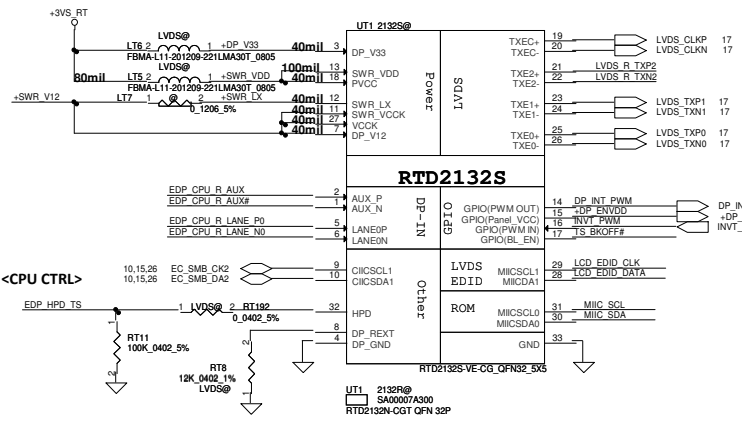 +3VS_RT
UT1 2132S@
LVDS@
LT6 2 1 +DP_V33 40mil 3 DP_V33
FBMA-L11-201209-221LMA30T_0805
LVDS@
80mil LT5 2 1 +SWR_VDD 100mil 13 SWR_VDD
40mil 18 PVCC
FBMA-L11-201209-221LMA30T_0805
+SWR_V12 LT7 1 @ 2 +SWR_LX 40mil 12 SWR_LX
0_1206_5%
40mil 11 SWR_VCCK
40mil 27 VCCK
40mil 7 DP_V12
Power
LVDS
TXEC+ 19 LVDS_CLKP 17
TXEC- 20 LVDS_CLKN 17
TXE2+ 21 LVDS_R_TXP2
TXE2- 22 LVDS_R_TXN2
TXE1+ 23 LVDS_TXP1 17
TXE1- 24 LVDS_TXN1 17
TXE0+ 25 LVDS_TXP0 17
TXE0- 26 LVDS_TXN0 17
RTD2132S
EDP_CPU_R_AUX 2 AUX_P
EDP_CPU_R_AUX# 1 AUX_N
EDP_CPU_R_LANE_P0 5 LANE0P
EDP_CPU_R_LANE_N0 6 LANE0N
DP-IN
GPIO
GPIO(PWM OUT) 14 DP_INT_PWM DP_IN
GPIO(Panel_VCC) 15 +DP_ENVDD +DP_
GPIO(PWM IN) 16 INVT_PWM INVT_
GPIO(BL_EN) 17 TS_BKOFF#
<CPU CTRL>
10,15,26 EC_SMB_CK2 9 CIICSCL1
10,15,26 EC_SMB_DA2 10 CIICSDA1
Other
LVDS
EDID
MIICSCL1 29 LCD_EDID_CLK
MIICDA1 28 LCD_EDID_DATA
EDP_HPD_TS 1 LVDS@ 2 RT192 32 HPD
0_0402_5%
ROM
MIICSCL0 31 MIIC_SCL
MIICSDA0 30 MIIC_SDA
8 DP_REXT
4 DP_GND
GND 33
1
RT11
100K_0402_5%
2
1
RT8
12K_0402_1%
LVDS@
2
RTD2132S-VE-CG_QFN32_5X5
UT1 2132R@
SA00007A300
RTD2132N-CGT QFN 32P